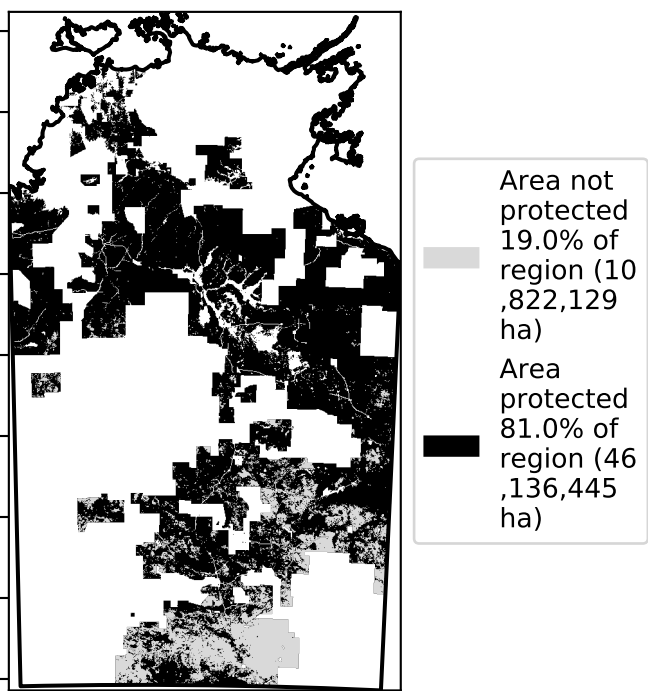 Area not
protected
19.0% of
region (10
,822,129
ha)
Area
protected
81.0% of
region (46
,136,445
ha)